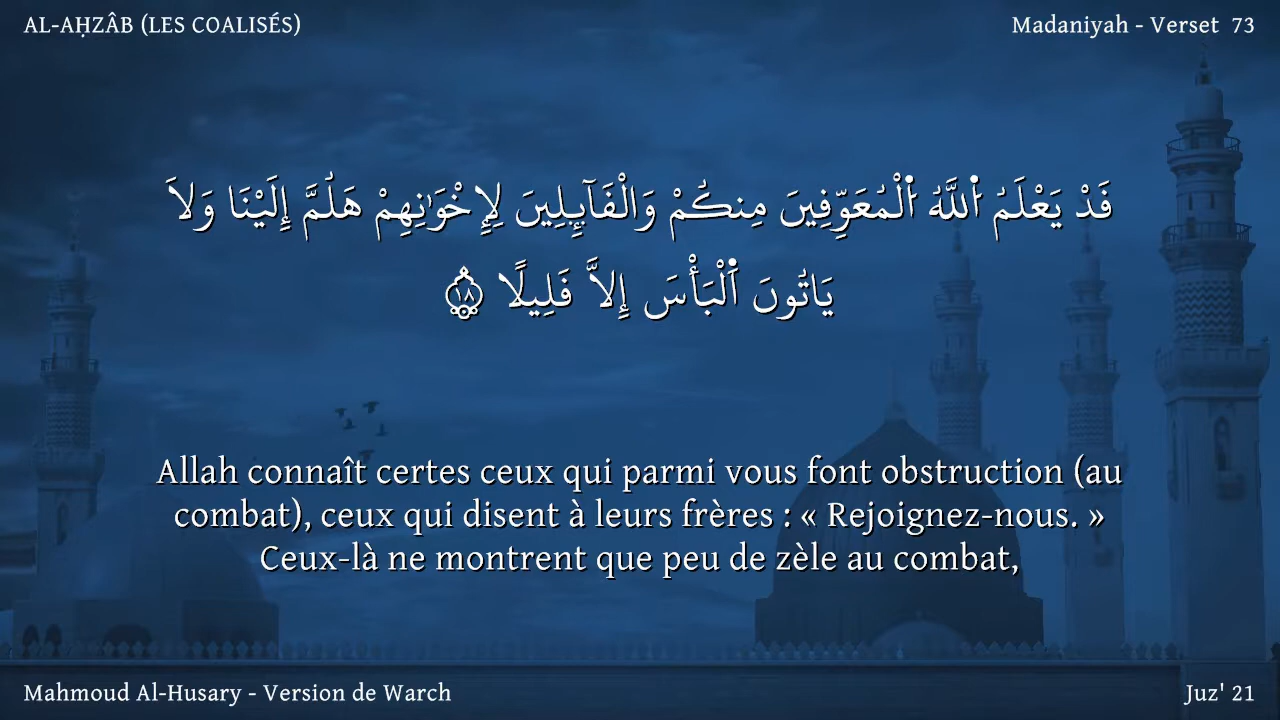 AL-AḤZÂB (LES COALISÉS)
Madaniyah - Verset 73
قَدْ يَعْلَمُ اُ۬للَّهُ اُ۬لْمُعَوِّقِينَ مِنكُمْ وَالْقَآئِلِينَ لِإِخْوَٰنِهِمْ هَلُمَّ إِلَيْنَا وَلَا
يَاتُونَ اَ۬لْبَأْسَ إِلَّا قَلِيلًا ۝١٨
Allah connaît certes ceux qui parmi vous font obstruction (au
combat), ceux qui disent à leurs frères : « Rejoignez-nous. »
Ceux-là ne montrent que peu de zèle au combat,
Mahmoud Al-Husary - Version de Warch
Juz' 21